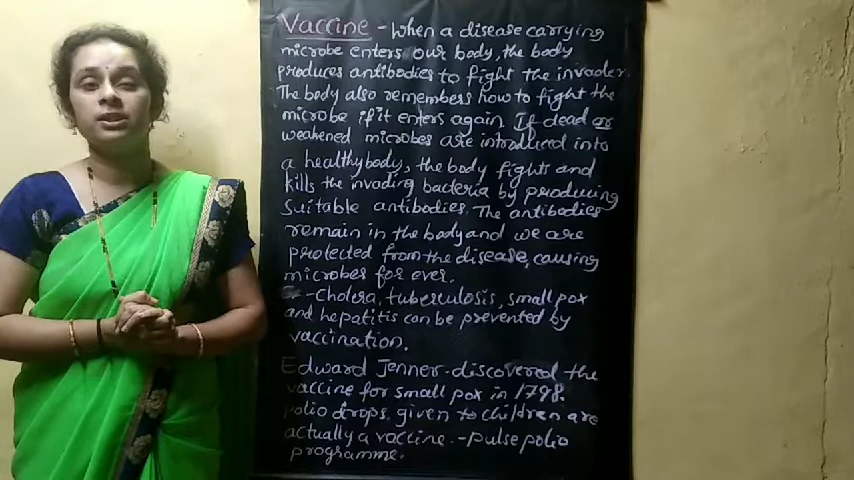 Vaccine - When a disease carrying
microbe enters our body, the body
produces antibodies to fight the invader.
The body also remembers how to fight the
microbe if it enters again. If dead or
weakened microbes are introduced into
a healthy body, the body fights and
kills the invading bacteria by producing
suitable antibodies. The antibodies
remain in the body and we are
protected from the disease, causing
microbes for ever.
- Cholera, tuberculosis, small pox
and hepatitis can be prevented by
vaccination.
Edward Jenner - discovered the
vaccine for small pox in 1798.
polio drops given to children are
actually a vaccine. - pulse polio
programme.